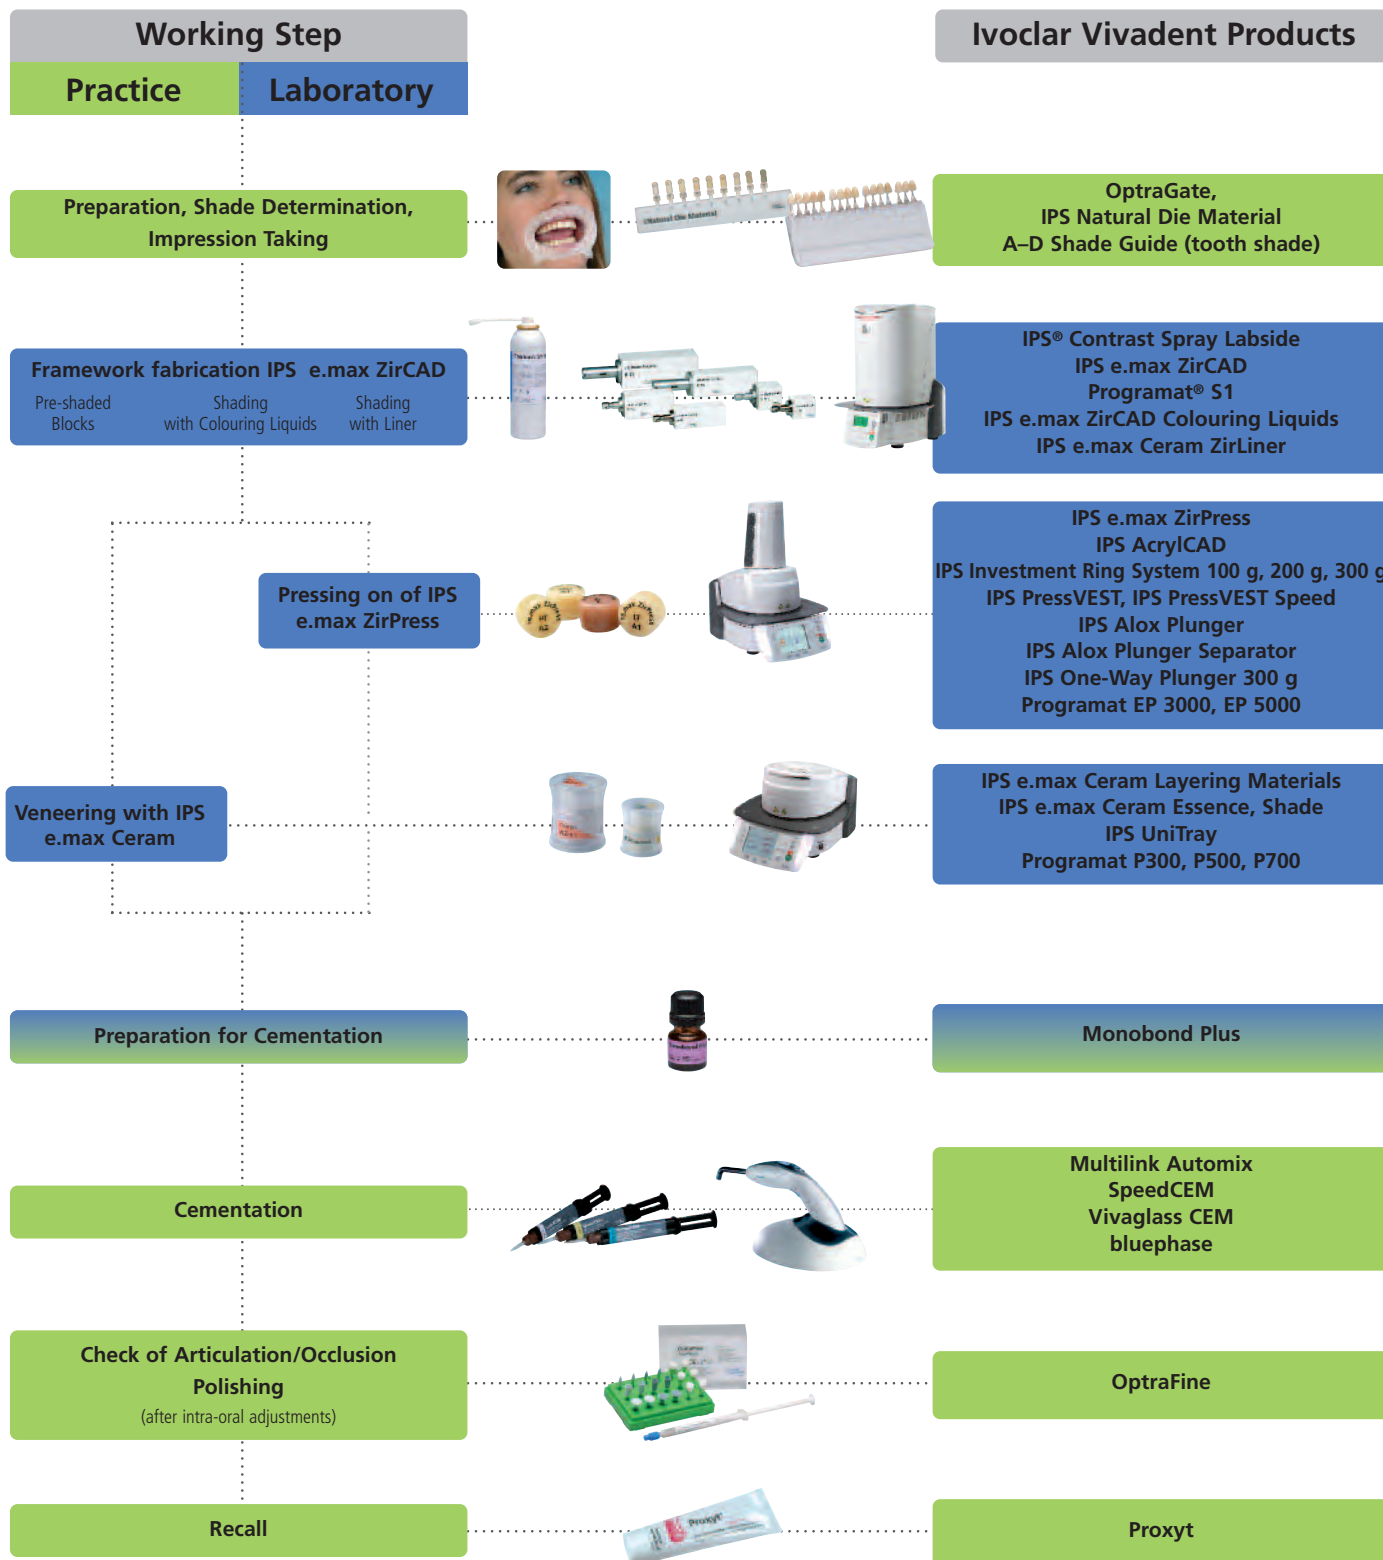 Working Step
Ivoclar Vivadent Products
Practice
Laboratory
Preparation, Shade Determination,
Impression Taking
Natural Die Material
OptraGate,
IPS Natural Die Material
A–D Shade Guide (tooth shade)
Framework fabrication IPS e.max ZirCAD
Pre-shaded
Blocks
Shading
with Colouring Liquids
Shading
with Liner
IPS® Contrast Spray Labside
IPS e.max ZirCAD
Programat® S1
IPS e.max ZirCAD Colouring Liquids
IPS e.max Ceram ZirLiner
Pressing on of IPS
e.max ZirPress
IPS e.max ZirPress
IPS AcrylCAD
IPS Investment Ring System 100 g, 200 g, 300 g
IPS PressVEST, IPS PressVEST Speed
IPS Alox Plunger
IPS Alox Plunger Separator
IPS One-Way Plunger 300 g
Programat EP 3000, EP 5000
Veneering with IPS
e.max Ceram
IPS e.max Ceram Layering Materials
IPS e.max Ceram Essence, Shade
IPS UniTray
Programat P300, P500, P700
Preparation for Cementation
Monobond Plus
Cementation
Multilink Automix
SpeedCEM
Vivaglass CEM
bluephase
Check of Articulation/Occlusion
Polishing
(after intra-oral adjustments)
OptraFine
Recall
Proxyt
Proxyt